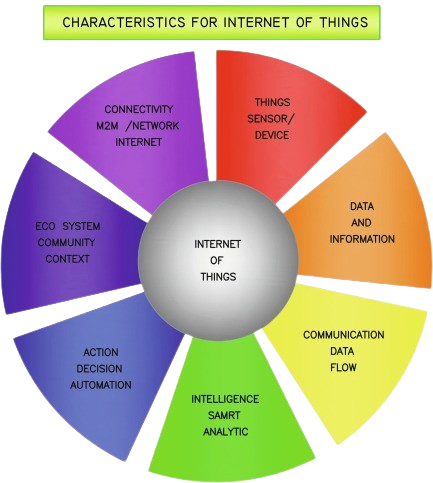 CHARACTERISTICS FOR INTERNET OF THINGS
CONNECTIVITY
M2M /NETWORK
INTERNET
THINGS
SENSOR/
DEVICE
DATA
AND
INFORMATION
COMMUNICATION
DATA
FLOW
INTELLIGENCE
SAMRT
ANALYTIC
ACTION
DECISION
AUTOMATION
ECO SYSTEM
COMMUNITY
CONTEXT
INTERNET
OF
THINGS